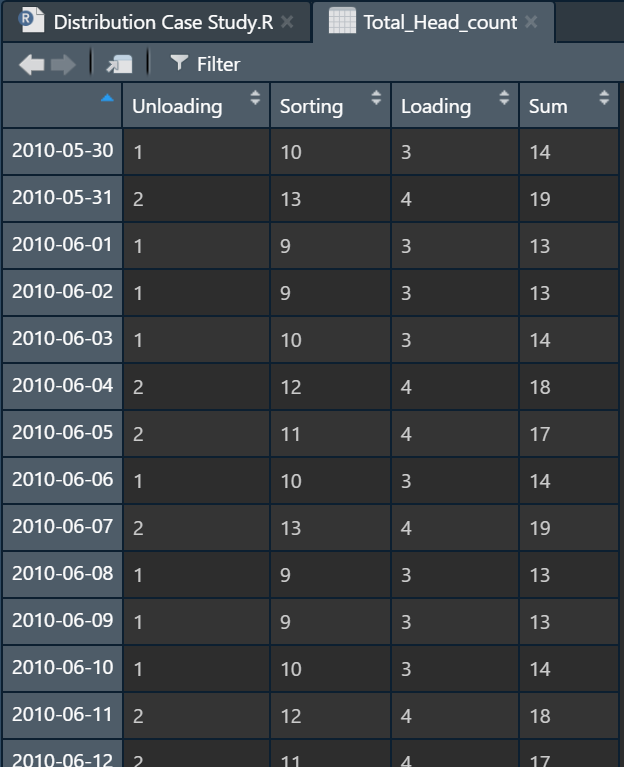 R Distribution Case Study.R × Total_Head_count ×
Filter
Unloading Sorting Loading Sum
2010-05-30 1 10 3 14
2010-05-31 2 13 4 19
2010-06-01 1 9 3 13
2010-06-02 1 9 3 13
2010-06-03 1 10 3 14
2010-06-04 2 12 4 18
2010-06-05 2 11 4 17
2010-06-06 1 10 3 14
2010-06-07 2 13 4 19
2010-06-08 1 9 3 13
2010-06-09 1 9 3 13
2010-06-10 1 10 3 14
2010-06-11 2 12 4 18
2010-06-12 2 11 4 17